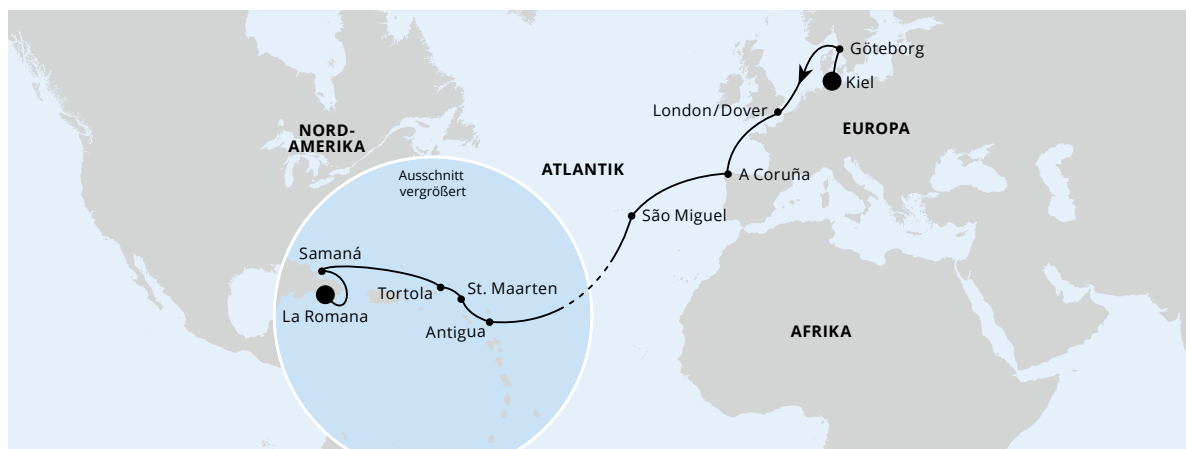 Göteborg
Kiel
London/Dover
NORD-
AMERIKA
EUROPA
ATLANTIK
Ausschnitt
vergrößert
A Coruña
São Miguel
Samaná
St. Maarten
Tortola
La Romana
Antigua
AFRIKA